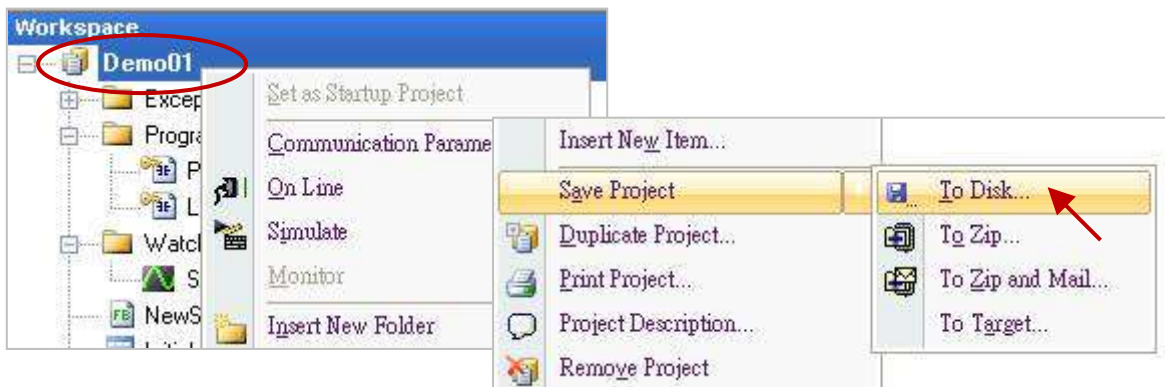 Workspace
Demo01
Excep
Progra
P
L
Watcl
S
NewS
Set as Startup Project
Communication Parame
On Line
Simulate
Monitor
Insert New Folder
Insert New Item...
Save Project
Duplicate Project...
Print Project...
Project Description...
Remove Project
To Disk...
To Zip...
To Zip and Mail...
To Target...